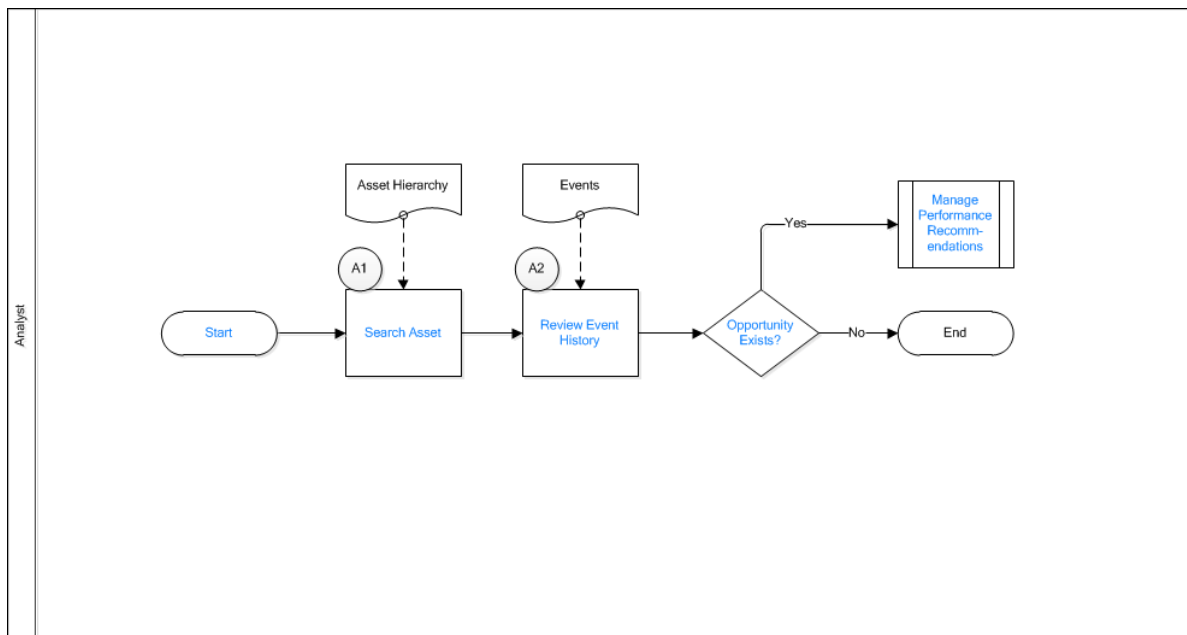 Analyst
Asset Hierarchy
Events
Manage
Performance
Recomm-
endations
Yes
A1
A2
Start
Search Asset
Review Event
History
Opportunity
Exists?
No
End